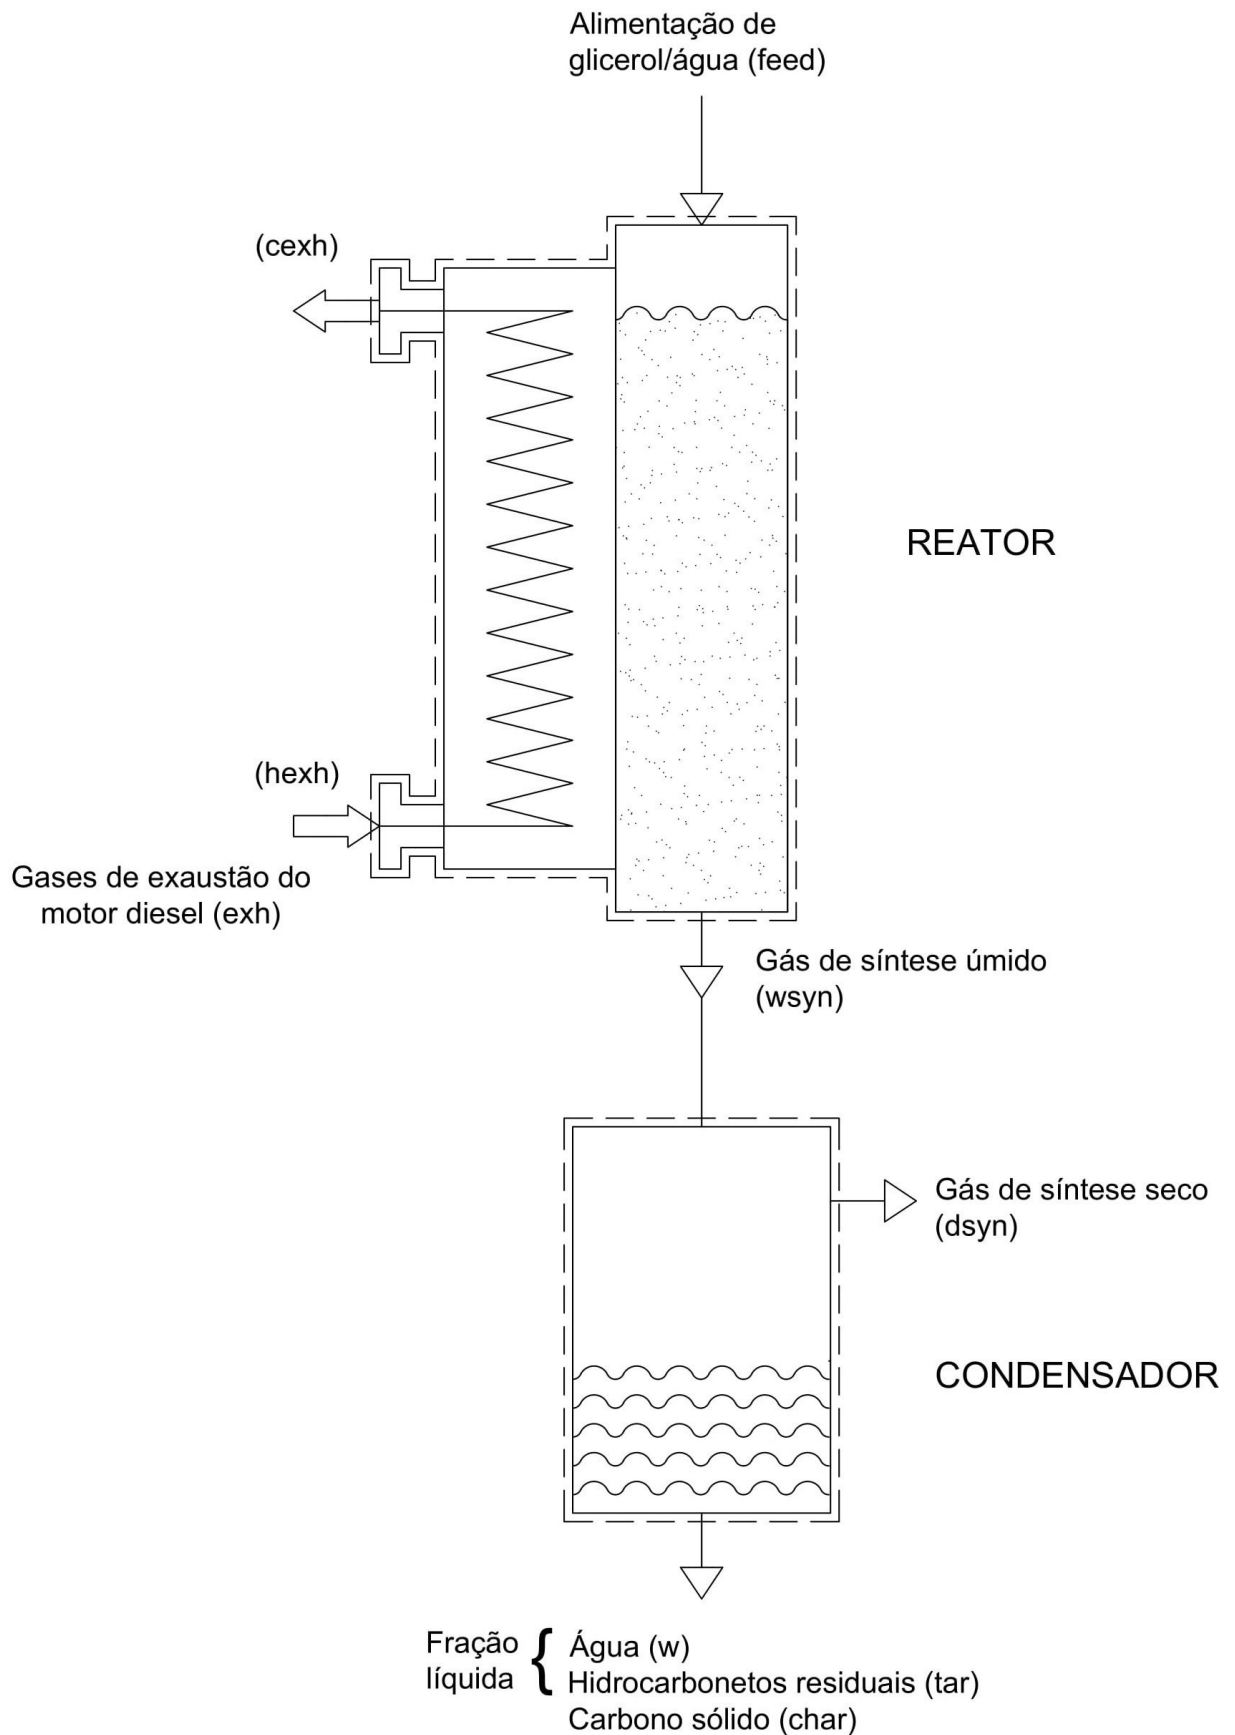 Alimentação de
glicerol/água (feed)
(cexh)
REATOR
(hexh)
Gases de exaustão do
motor diesel (exh)
Gás de síntese úmido
(wsyn)
Gás de síntese seco
(dsyn)
CONDENSADOR
Fração
líquida
{ Água (w)
Hidrocarbonetos residuais (tar)
Carbono sólido (char)